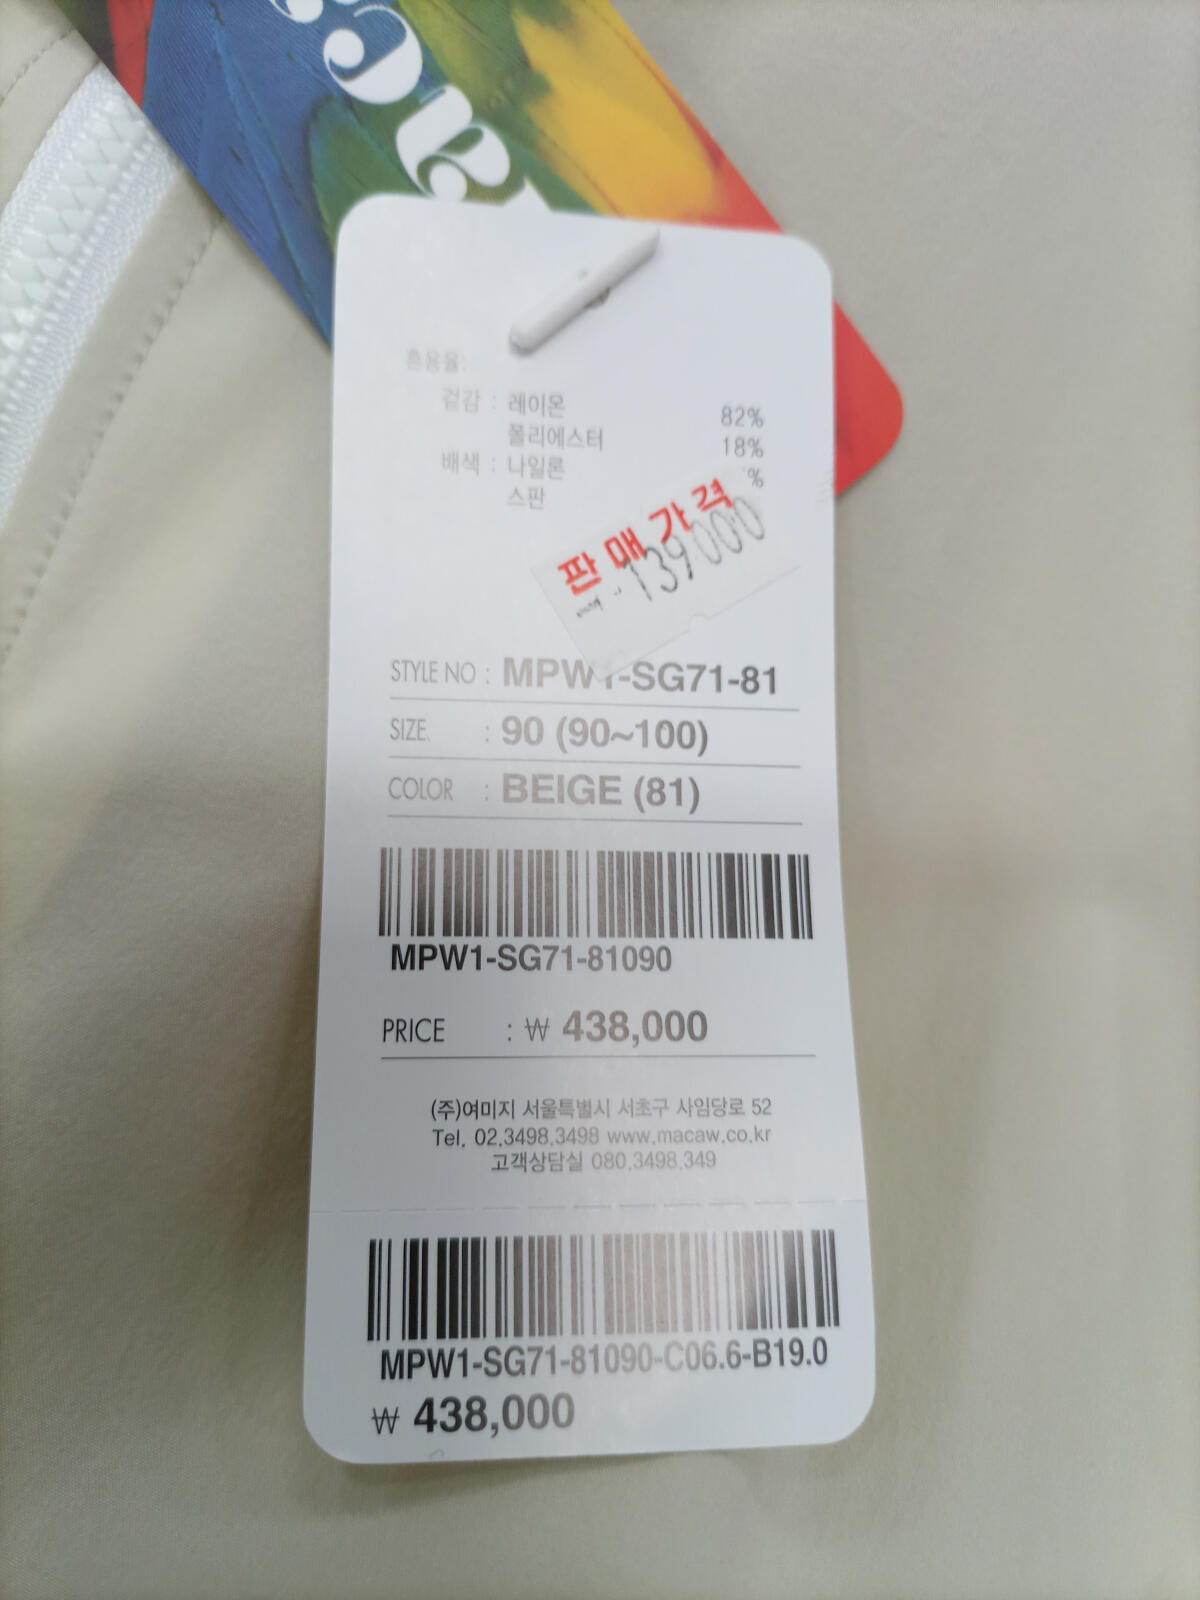 혼용율:
겉감 : 레이온 82%
폴리에스터 18%
배색 : 나일론 %
스판
판매가격
139,000
STYLE NO : MPW1-SG71-81
SIZE : 90 (90~100)
COLOR : BEIGE (81)
MPW1-SG71-81090
PRICE : ₩ 438,000
(주)여미지 서울특별시 서초구 사임당로 52
Tel. 02.3498.3498 www.macaw.co.kr
고객상담실 080.3498.349
MPW1-SG71-81090-C06.6-B19.0
₩ 438,000